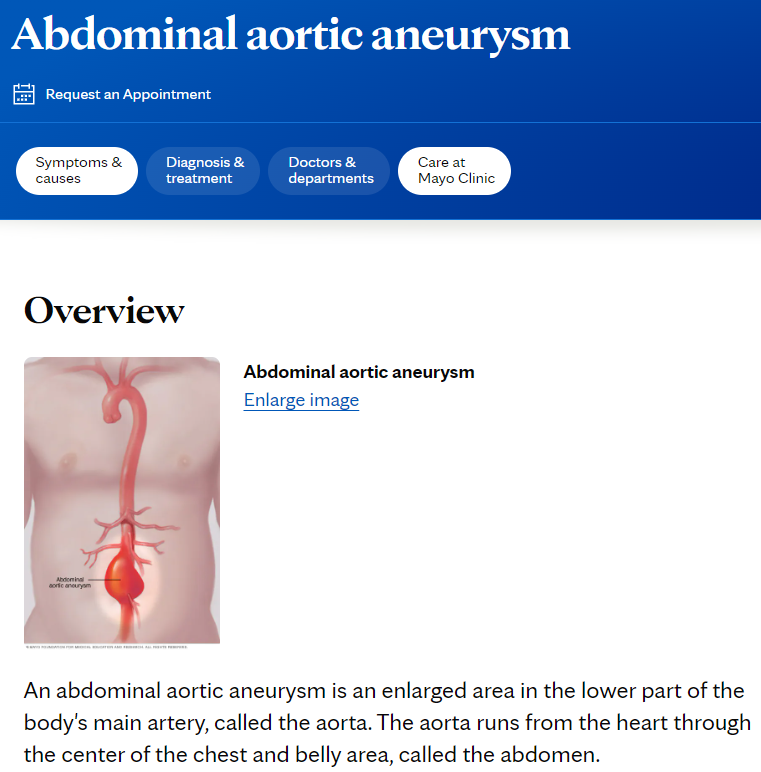 Abdominal aortic aneurysm
Request an Appointment
Symptoms &
causes
Diagnosis &
treatment
Doctors &
departments
Care at
Mayo Clinic
Overview
Abdominal aortic aneurysm
Enlarge image
Abdominal
aortic aneurysm
© MAYO FOUNDATION FOR MEDICAL EDUCATION AND RESEARCH. ALL RIGHTS RESERVED.
An abdominal aortic aneurysm is an enlarged area in the lower part of the
body's main artery, called the aorta. The aorta runs from the heart through
the center of the chest and belly area, called the abdomen.